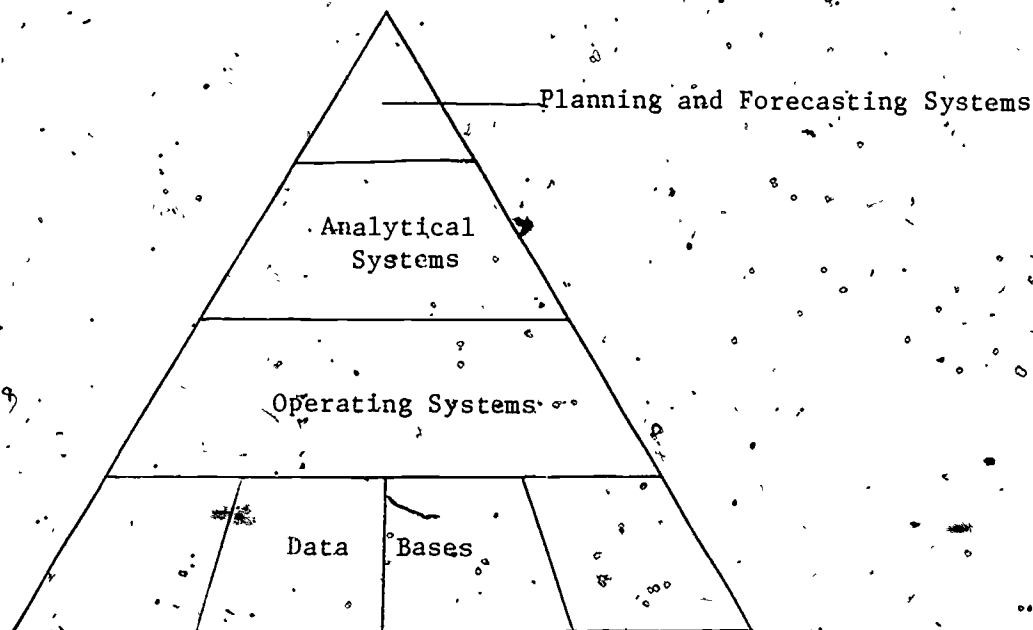 Planning and Forecasting Systems
Analytical
Systems
Operating Systems
Data Bases